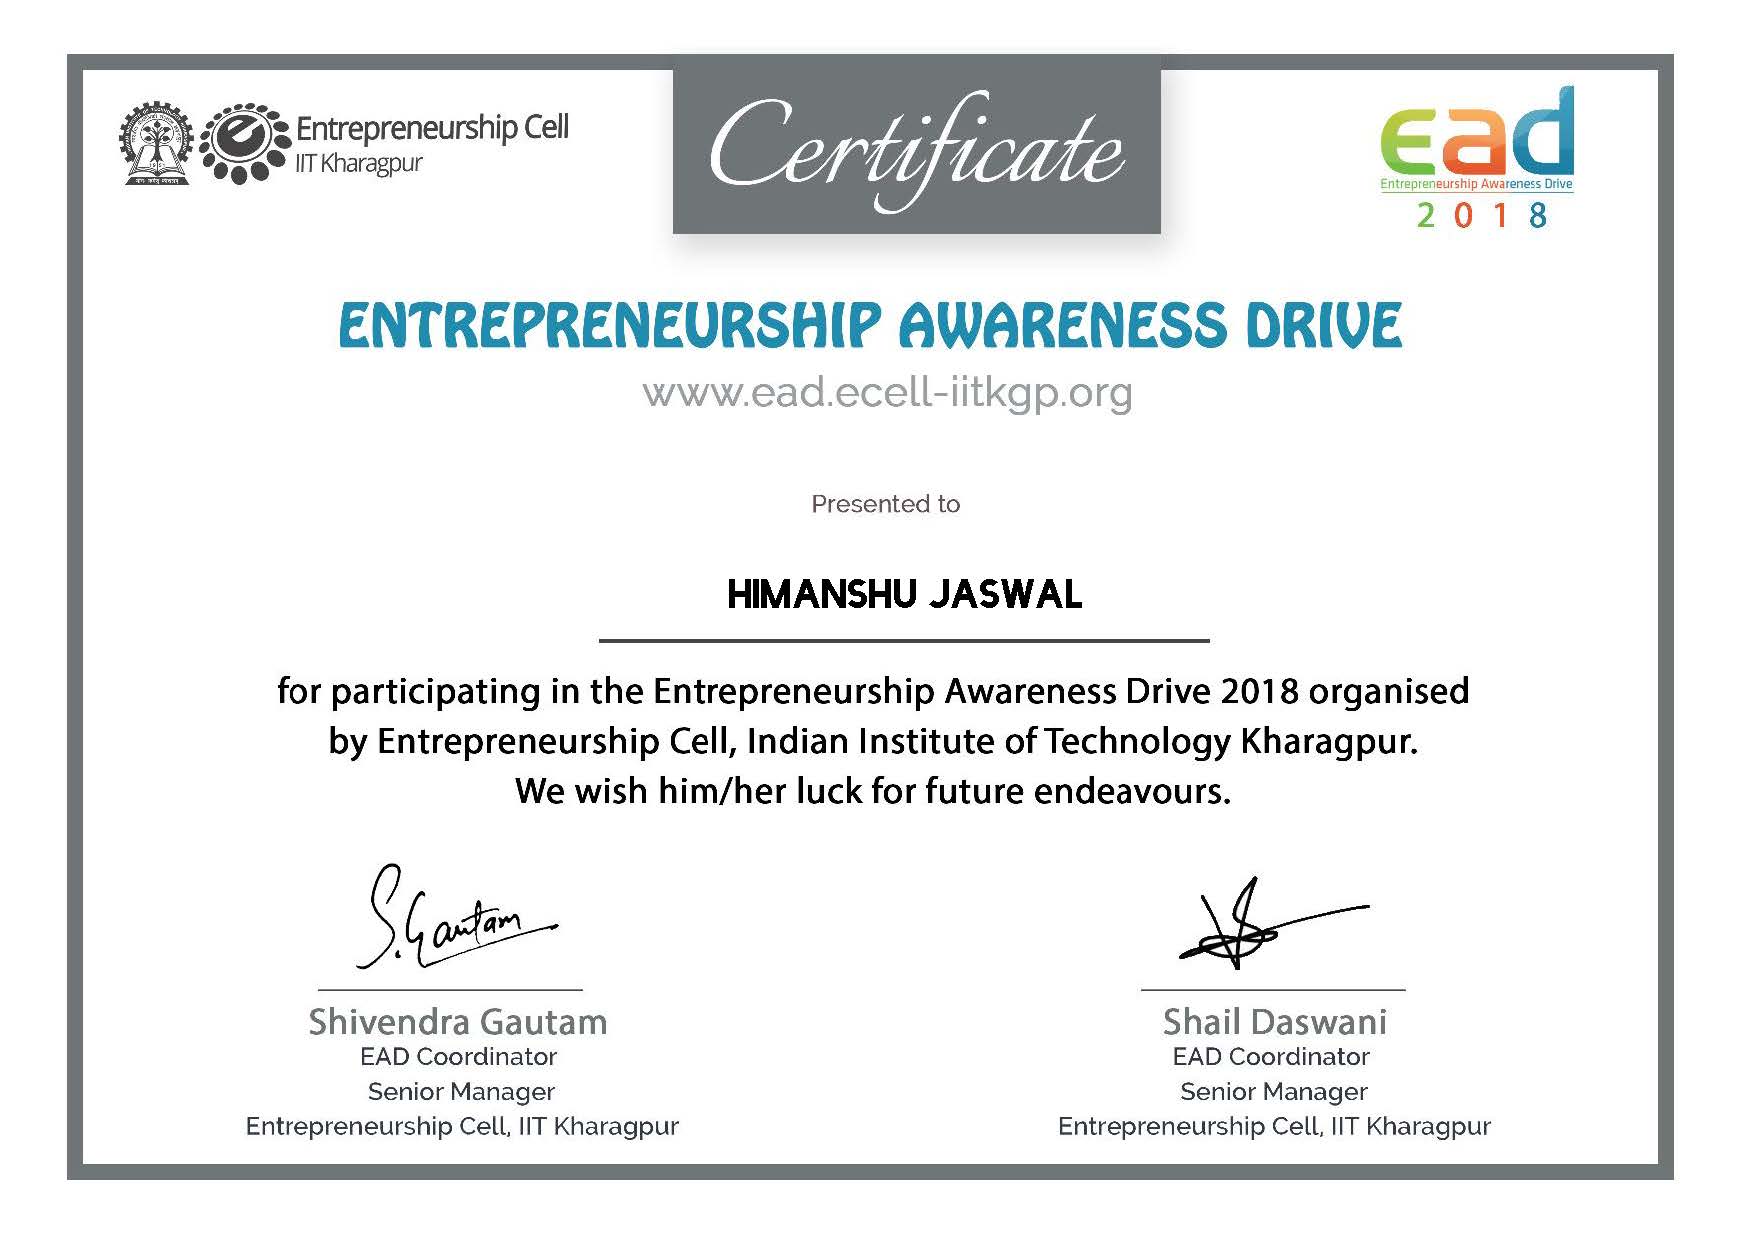 Entrepreneurship Cell
IIT Kharagpur
Certificate
ead
Entrepreneurship Awareness Drive
2018
ENTREPRENEURSHIP AWARENESS DRIVE
www.ead.ecell-iitkgp.org
Presented to
HIMANSHU JASWAL
for participating in the Entrepreneurship Awareness Drive 2018 organised
by Entrepreneurship Cell, Indian Institute of Technology Kharagpur.
We wish him/her luck for future endeavours.
S.Gautam
Shivendra Gautam
EAD Coordinator
Senior Manager
Entrepreneurship Cell, IIT Kharagpur
Shail Daswani
EAD Coordinator
Senior Manager
Entrepreneurship Cell, IIT Kharagpur